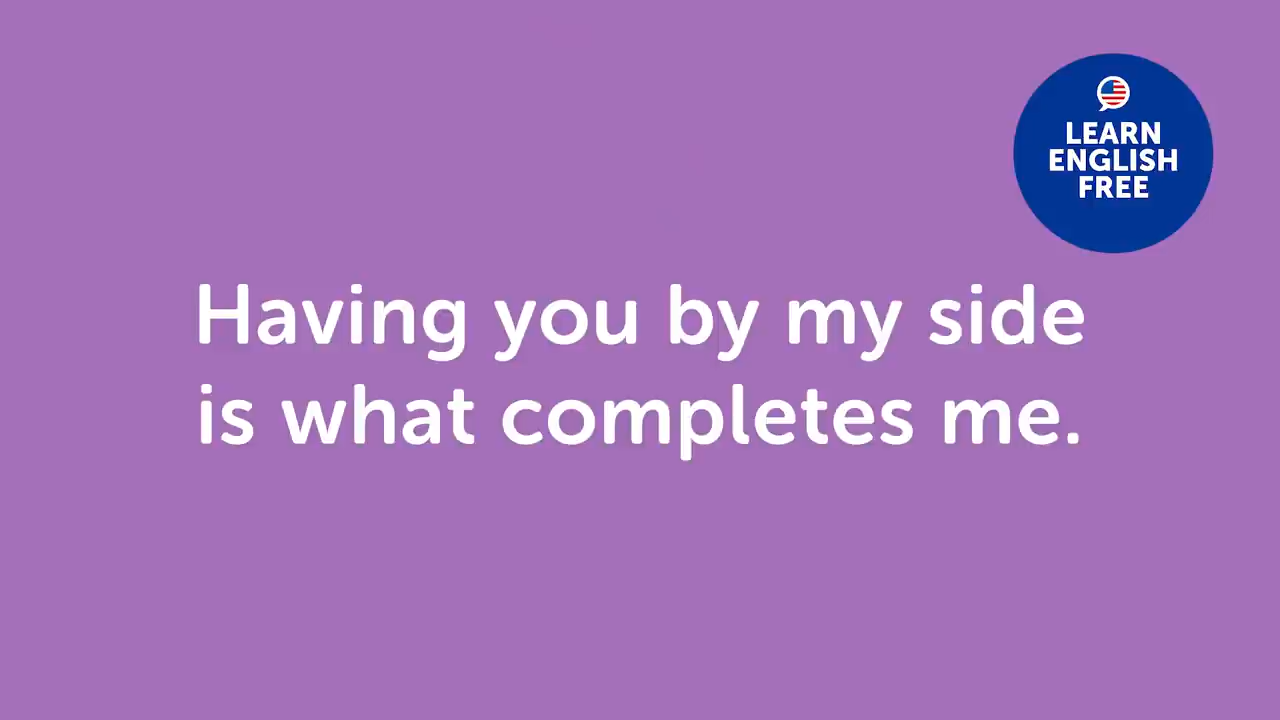 LEARN
ENGLISH
FREE
Having you by my side
is what completes me.